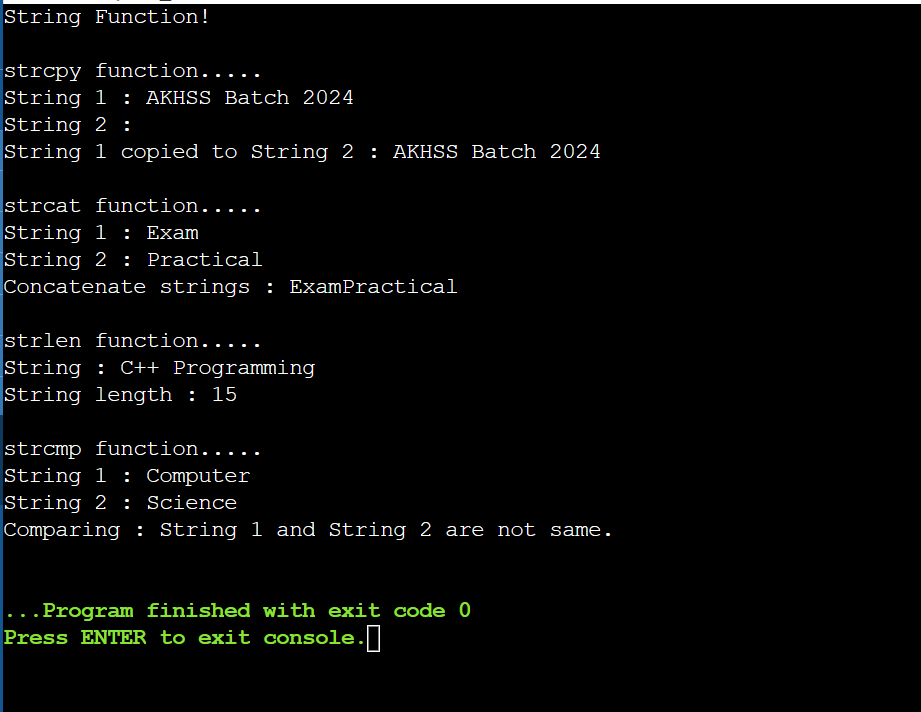 String Function!
strcpy function.....
String 1 : AKHSS Batch 2024
String 2 :
String 1 copied to String 2 : AKHSS Batch 2024
strcat function.....
String 1 : Exam
String 2 : Practical
Concatenate strings : ExamPractical
strlen function.....
String : C++ Programming
String length : 15
strcmp function.....
String 1 : Computer
String 2 : Science
Comparing : String 1 and String 2 are not same.
...Program finished with exit code 0
Press ENTER to exit console.